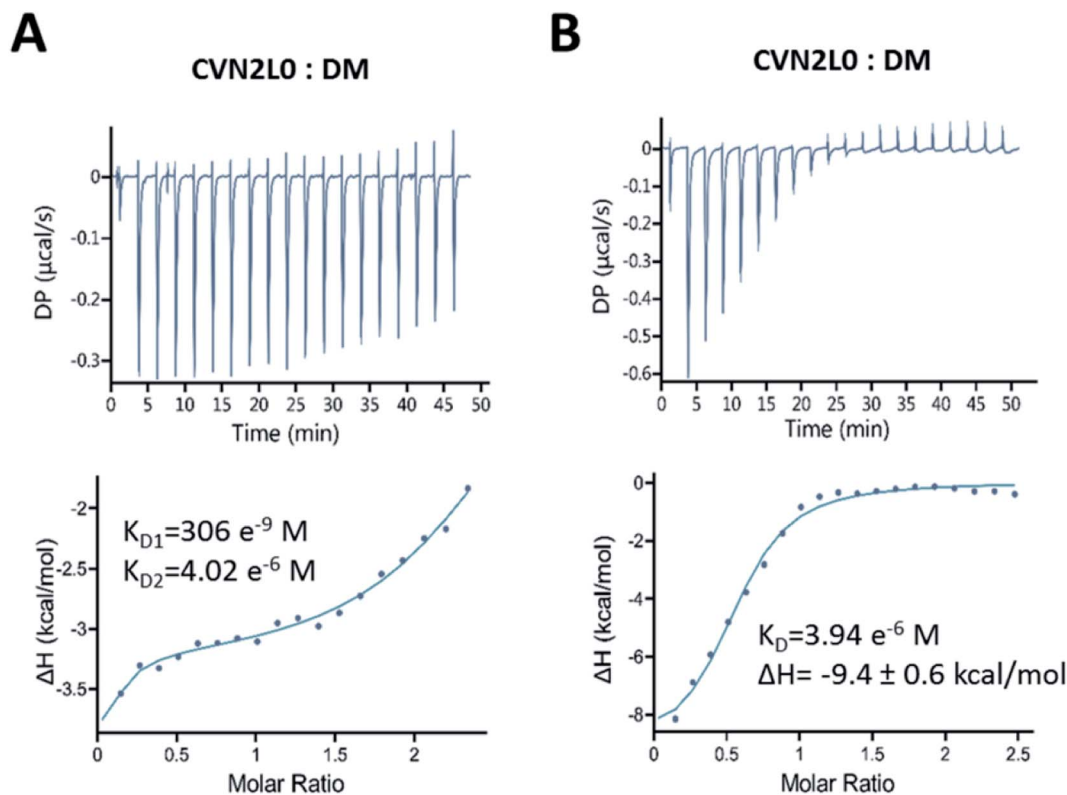 A
CVN2L0 : DM
DP (μcal/s)
0
-0.1
-0.2
-0.3
0 5 10 15 20 25 30 35 40 45 50
Time (min)
ΔH (kcal/mol)
-2
-2.5
-3
-3.5
K_D1=306 e^-9 M
K_D2=4.02 e^-6 M
0 0.5 1 1.5 2
Molar Ratio
B
CVN2L0 : DM
DP (μcal/s)
0
-0.1
-0.2
-0.3
-0.4
-0.5
-0.6
0 5 10 15 20 25 30 35 40 45 50
Time (min)
ΔH (kcal/mol)
0
-2
-4
-6
-8
K_D=3.94 e^-6 M
ΔH= -9.4 ± 0.6 kcal/mol
0 0.5 1 1.5 2 2.5
Molar Ratio